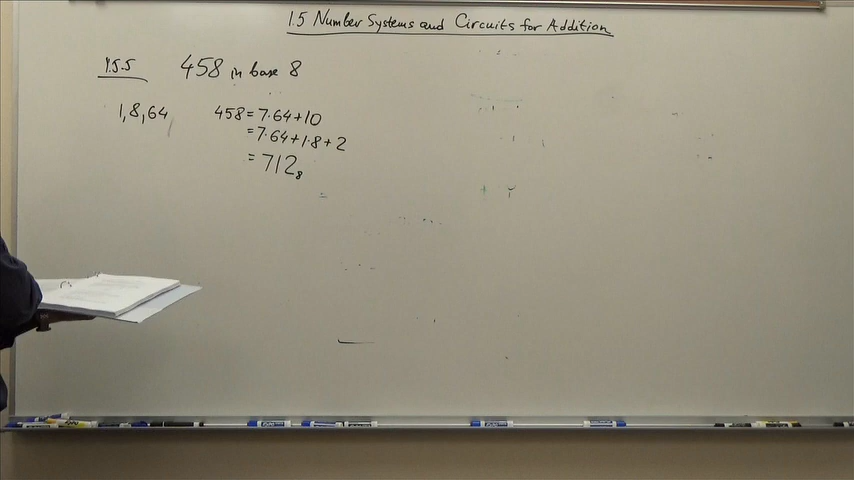 1.5 Number Systems and Circuits for Addition
1.5.5 458 in base 8
1, 8, 64 458 = 7·64+10
= 7·64+1·8+2
= 712₈